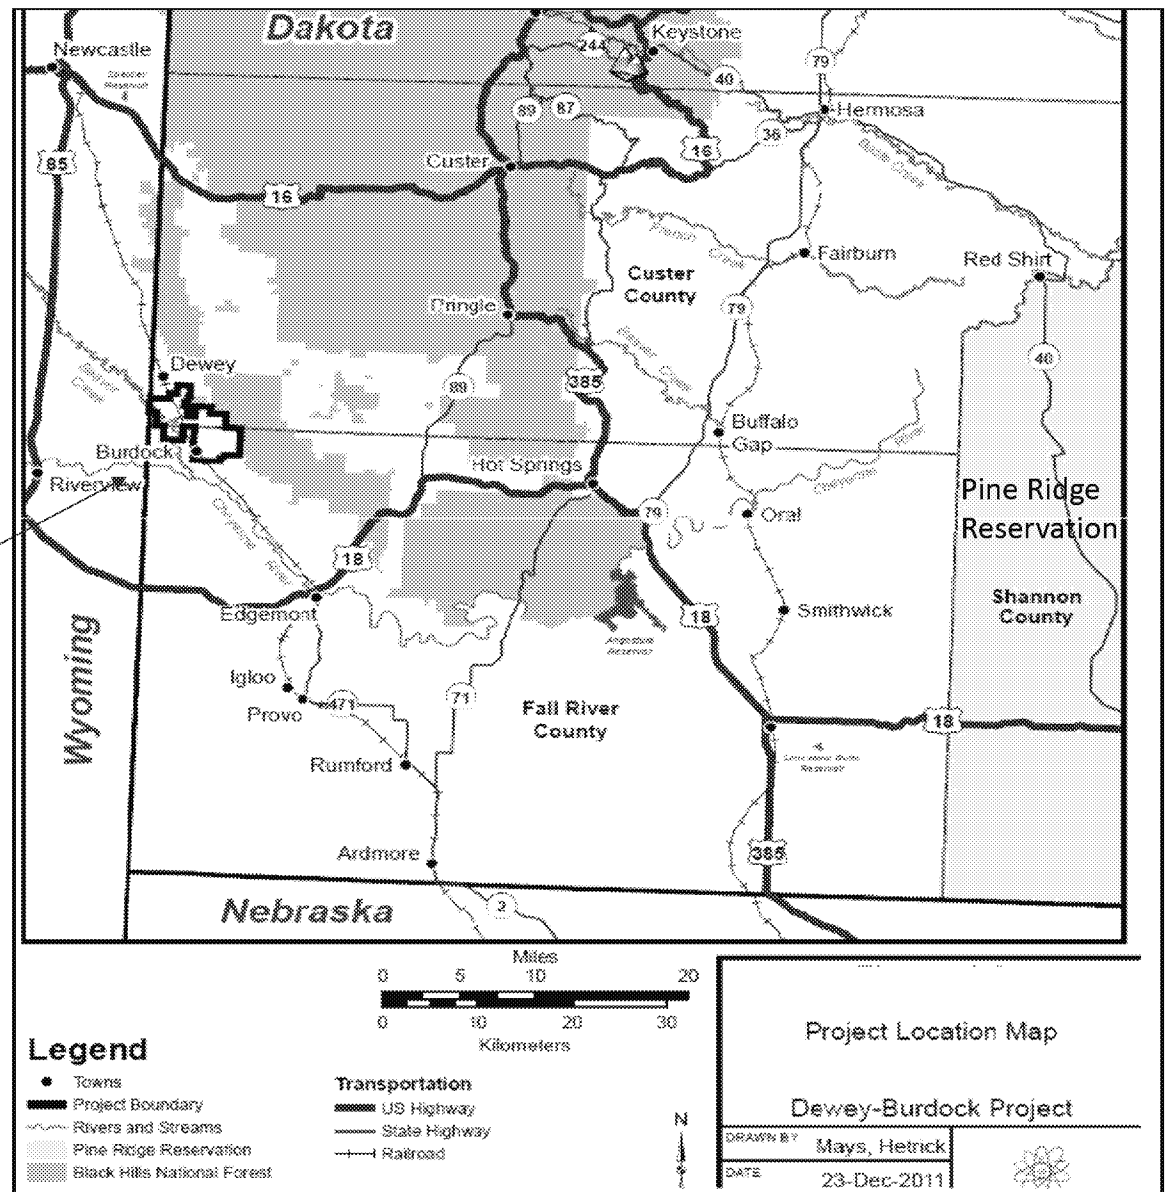 Dakota
Newcastle
Keystone
244
79
40
89
87
Hermosa
36
85
16
Custer
16
Fairburn
Red Shirt
Custer
County
Pringle
79
40
Dewey
89
385
Buffalo
Gap
Burdock
Hot Springs
Riverview
Pine Ridge
Reservation
79
Oral
Cheyenne
River
18
Edgemont
18
Smithwick
Shannon
County
Angostura
Reservoir
Wyoming
Igloo
Provo
471
71
Fall River
County
18
Rumford
Reservoir
Ardmore
385
Nebraska
2
Miles
0 5 10 20
0 10 20 30
Kilometers
Legend
Towns
Project Boundary
Rivers and Streams
Pine Ridge Reservation
Black Hills National Forest
Transportation
US Highway
State Highway
Railroad
N
Project Location Map
Dewey-Burdock Project
DRAWN BY
Mays, Hetrick
DATE
23-Dec-2011